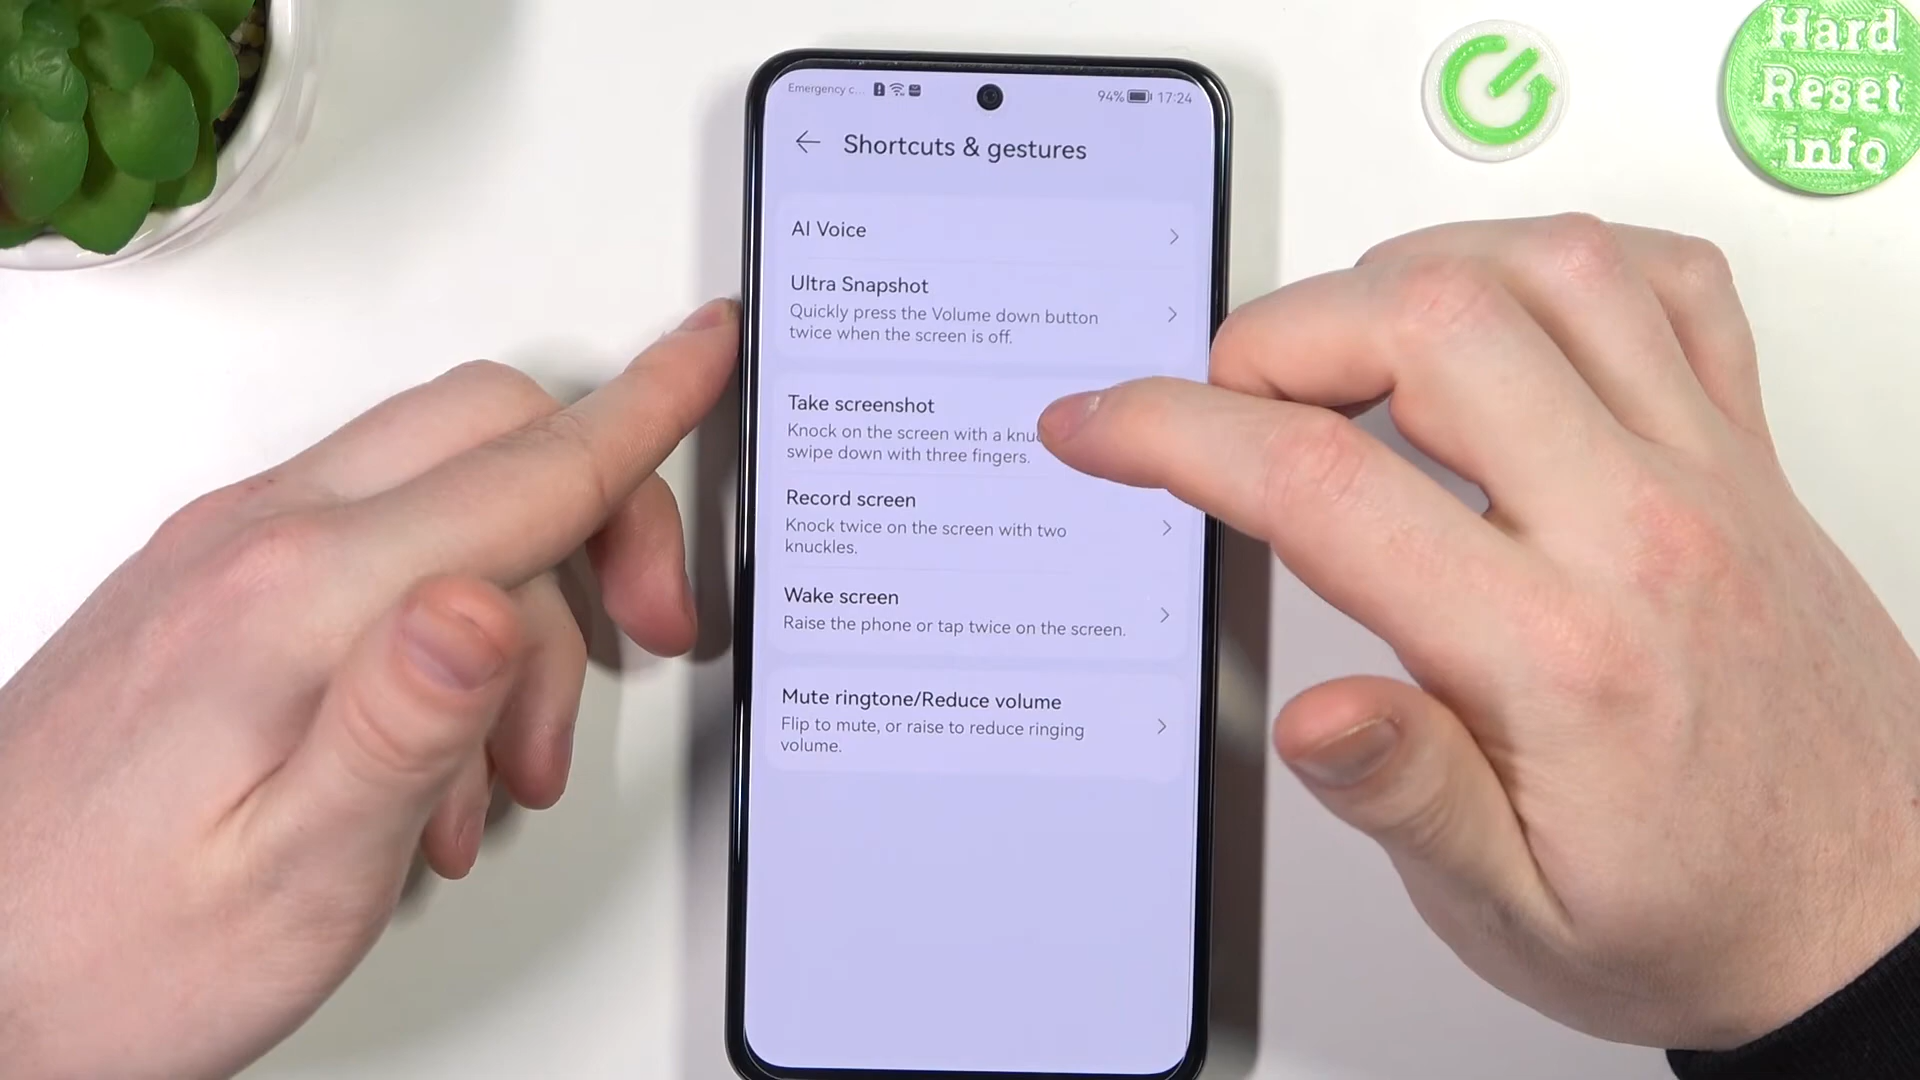 Hard
Reset
info
Emergency c...
94% 17:24
Shortcuts & gestures
AI Voice
Ultra Snapshot
Quickly press the Volume down button
twice when the screen is off.
Take screenshot
Knock on the screen with a
swipe down with three fingers.
Record screen
Knock twice on the screen with two
knuckles.
Wake screen
Raise the phone or tap twice on the screen.
Mute ringtone/Reduce volume
Flip to mute, or raise to reduce ringing
volume.